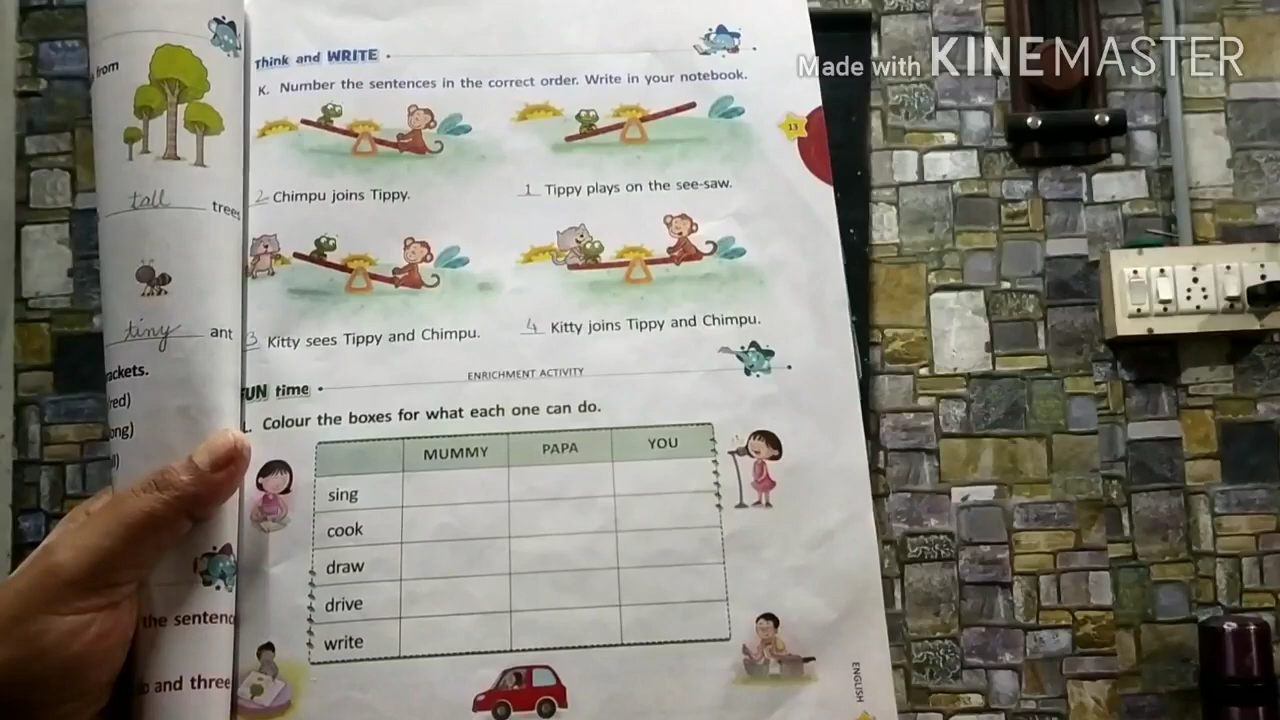 Made with KINEMASTER
from
tall trees
tiny ant
rackets.
red)
ong)
l)
the sentenc
and three
Think and WRITE
K. Number the sentences in the correct order. Write in your notebook.
13
2 Chimpu joins Tippy.
1 Tippy plays on the see-saw.
3 Kitty sees Tippy and Chimpu.
4 Kitty joins Tippy and Chimpu.
ENRICHMENT ACTIVITY
FUN time
L. Colour the boxes for what each one can do.
MUMMY PAPA YOU
sing
cook
draw
drive
write
ENGLISH